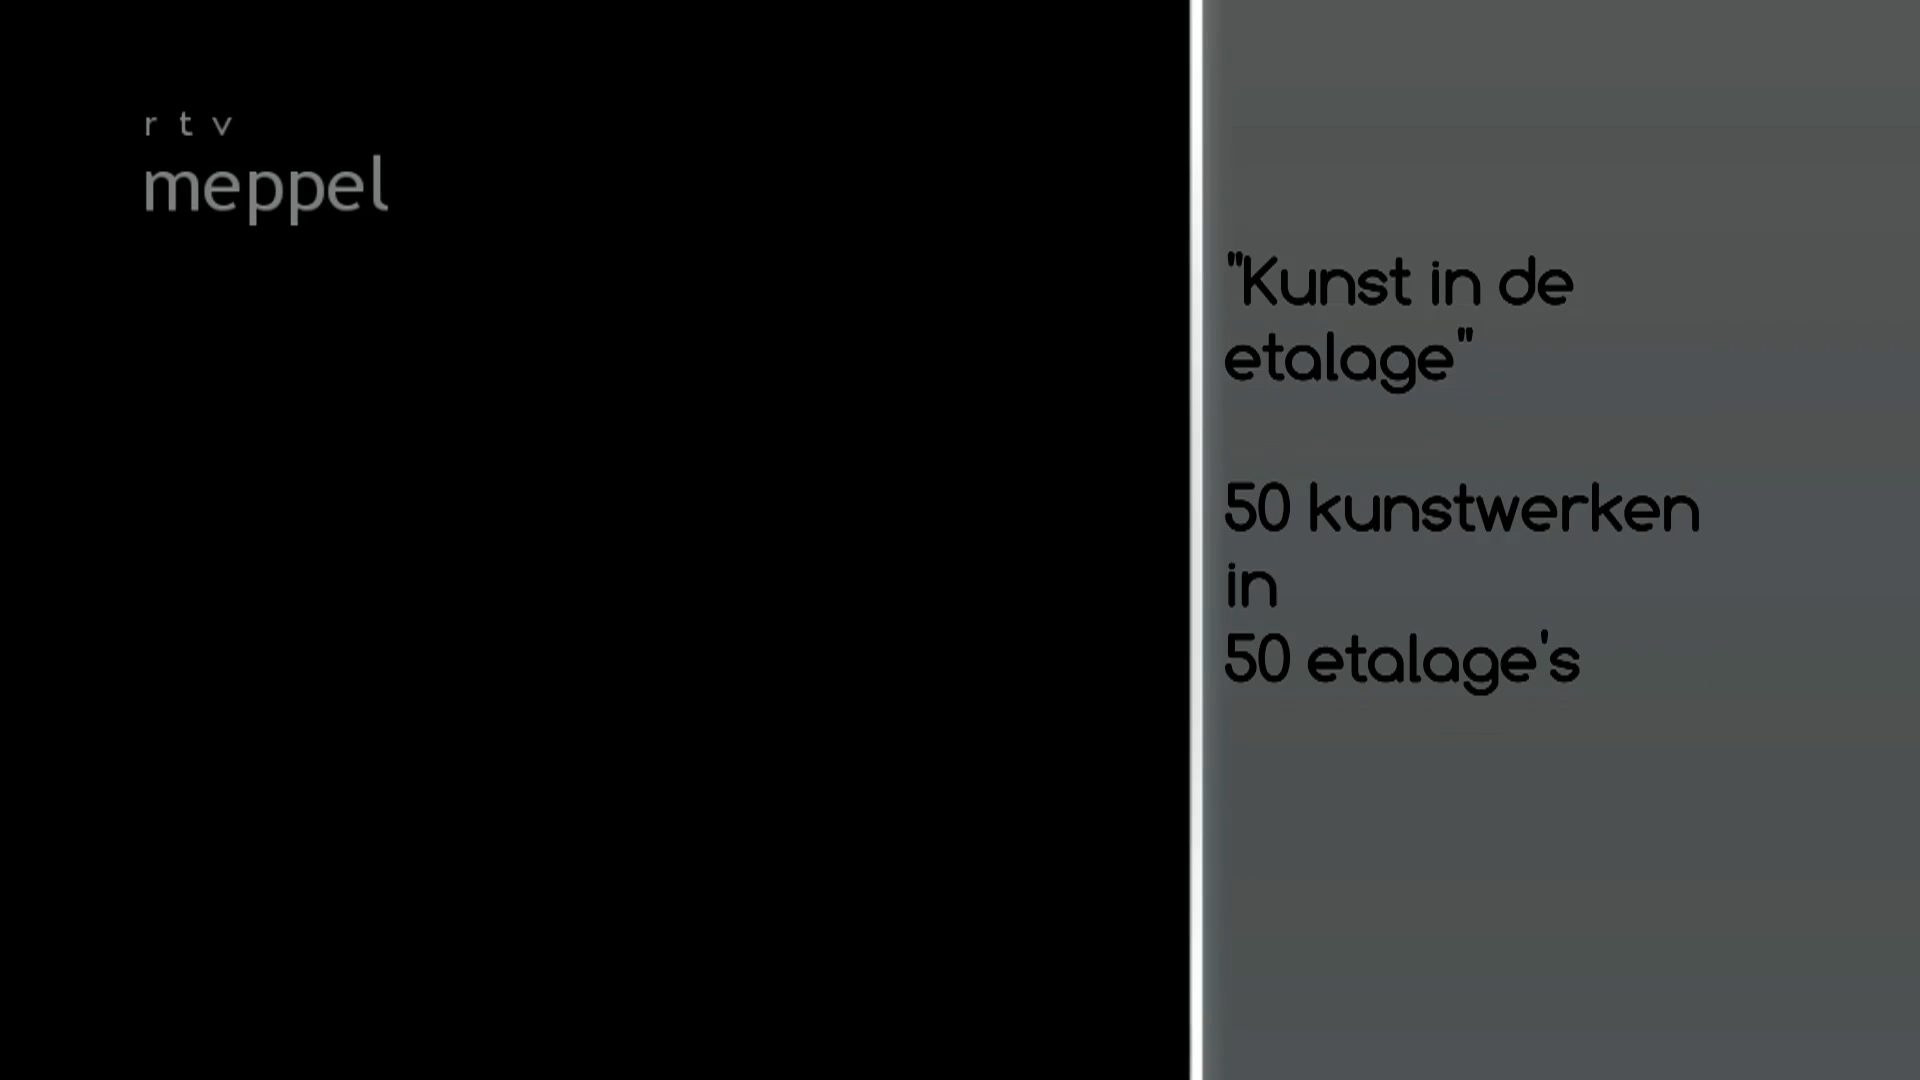 r t v
meppel
"Kunst in de
etalage"
50 kunstwerken
in
50 etalage's